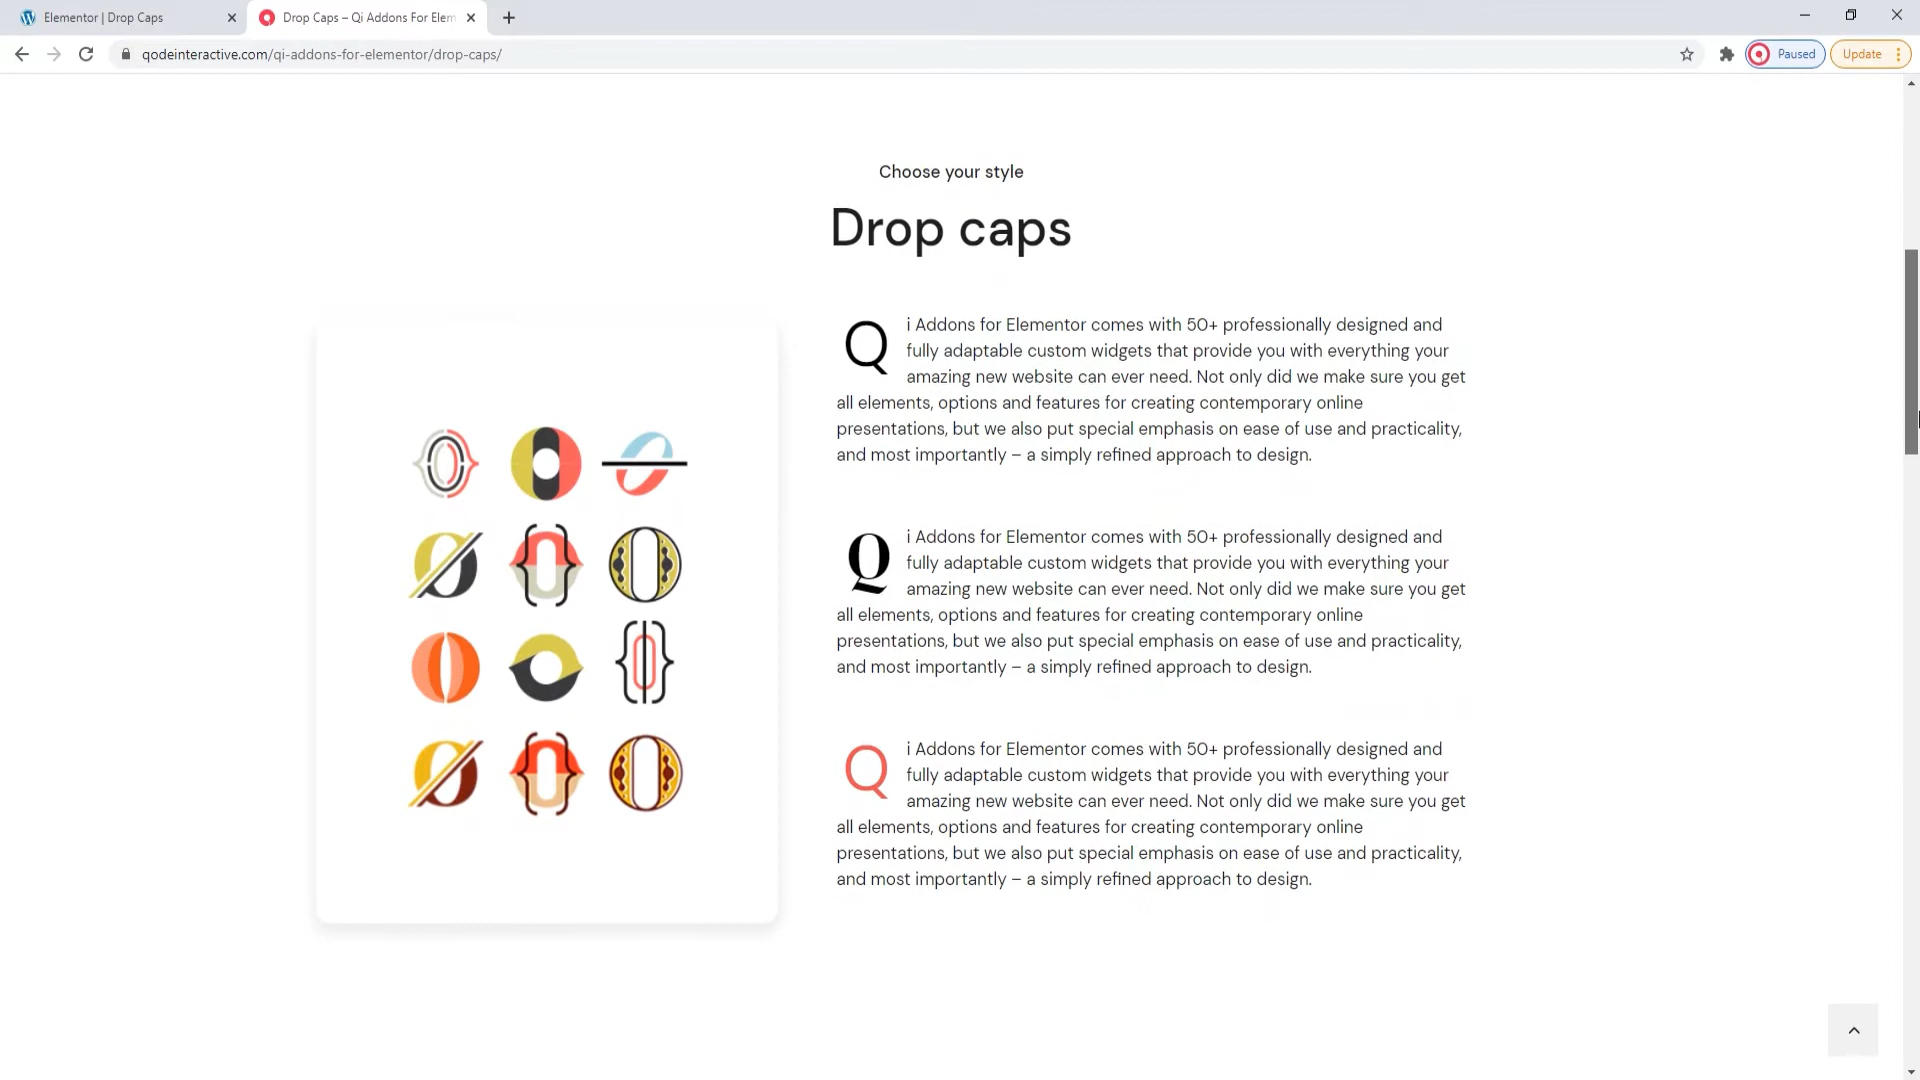 Elementor | Drop Caps
Drop Caps – Qi Addons For Elem
qodeinteractive.com/qi-addons-for-elementor/drop-caps/
Paused
Update
Choose your style
Drop caps
Qi Addons for Elementor comes with 50+ professionally designed and
fully adaptable custom widgets that provide you with everything your
amazing new website can ever need. Not only did we make sure you get
all elements, options and features for creating contemporary online
presentations, but we also put special emphasis on ease of use and practicality,
and most importantly – a simply refined approach to design.
Qi Addons for Elementor comes with 50+ professionally designed and
fully adaptable custom widgets that provide you with everything your
amazing new website can ever need. Not only did we make sure you get
all elements, options and features for creating contemporary online
presentations, but we also put special emphasis on ease of use and practicality,
and most importantly – a simply refined approach to design.
Qi Addons for Elementor comes with 50+ professionally designed and
fully adaptable custom widgets that provide you with everything your
amazing new website can ever need. Not only did we make sure you get
all elements, options and features for creating contemporary online
presentations, but we also put special emphasis on ease of use and practicality,
and most importantly – a simply refined approach to design.